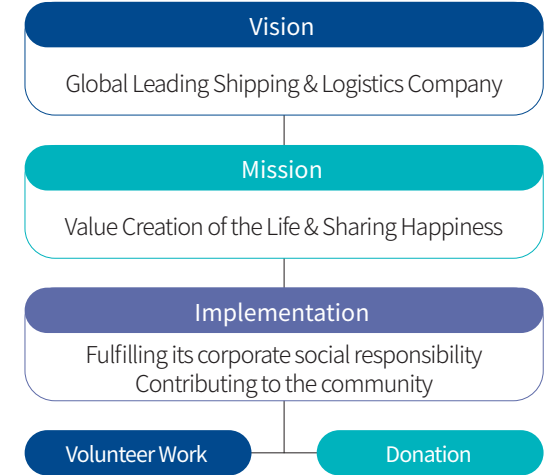 Vision
Global Leading Shipping & Logistics Company
Mission
Value Creation of the Life & Sharing Happiness
Implementation
Fulfilling its corporate social responsibility
Contributing to the community
Volunteer Work
Donation